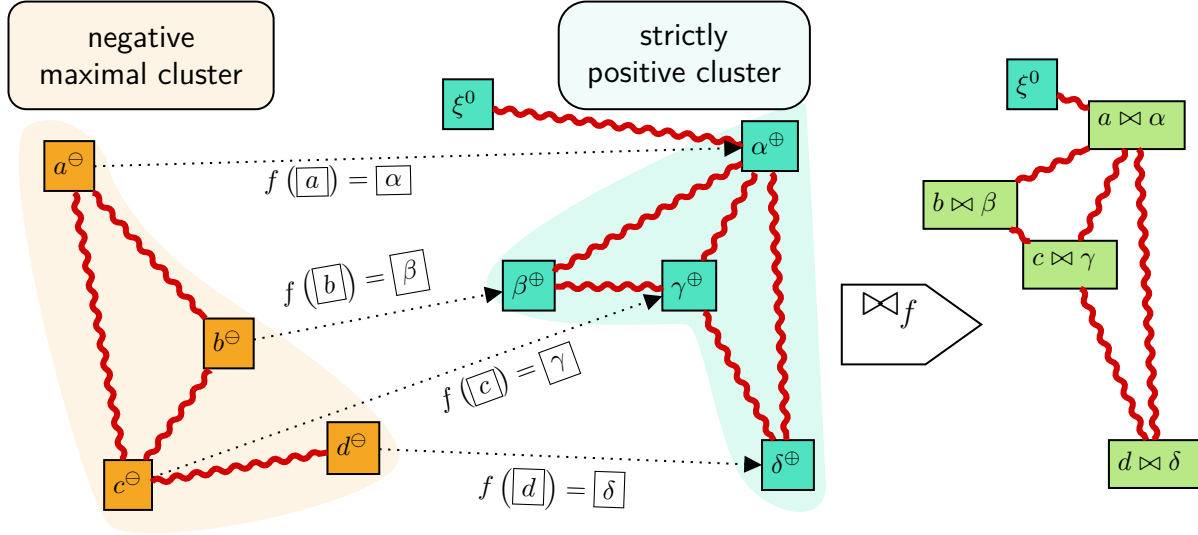 negative
maximal cluster
strictly
positive cluster
ξ⁰
ξ⁰
a ⋈ α
a⊖
α⊕
f (a) = α
b ⋈ β
f (b) = β
β⊕
γ⊕
c ⋈ γ
⋈f
b⊖
f (c) = γ
d⊖
c⊖
δ⊕
d ⋈ δ
f (d) = δ